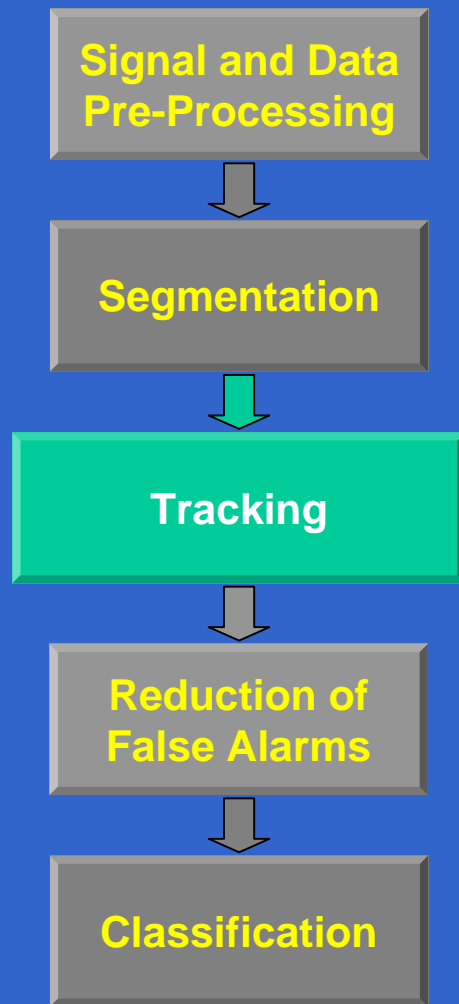 Signal and Data
Pre-Processing
Segmentation
Tracking
Reduction of
False Alarms
Classification